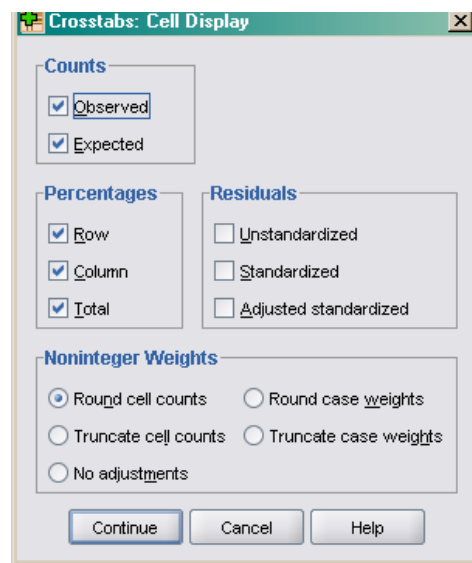 Crosstabs: Cell Display
Counts
Observed
Expected
Percentages
Row
Column
Total
Residuals
Unstandardized
Standardized
Adjusted standardized
Noninteger Weights
Round cell counts Round case weights
Truncate cell counts Truncate case weights
No adjustments
Continue Cancel Help